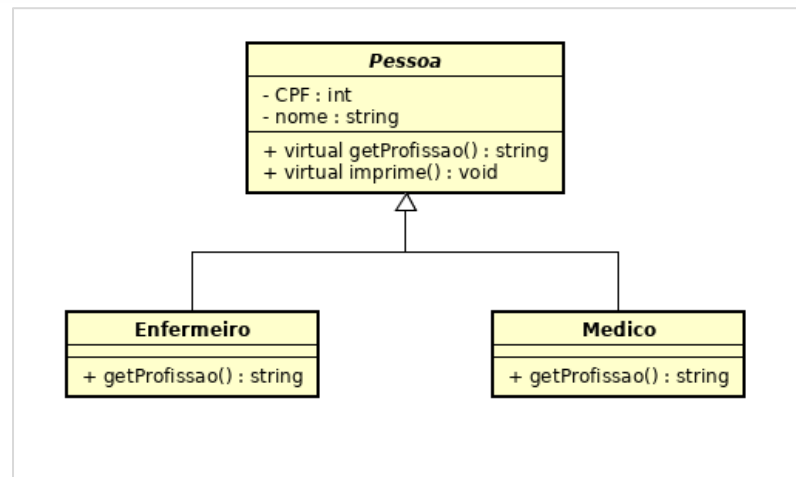 Pessoa
- CPF : int
- nome : string
+ virtual getProfissao() : string
+ virtual imprime() : void
Enfermeiro
+ getProfissao() : string
Medico
+ getProfissao() : string